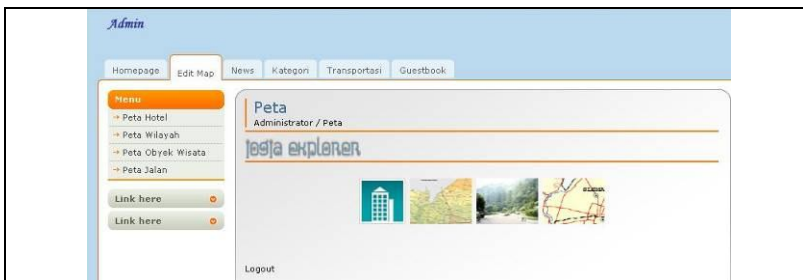 Admin
Homepage Edit Map News Kategori Transportasi Guestbook
Menu
Peta Hotel
Peta Wilayah
Peta Obyek Wisata
Peta Jalan
Link here
Link here
Peta
Administrator / Peta
jogja explorer
Logout